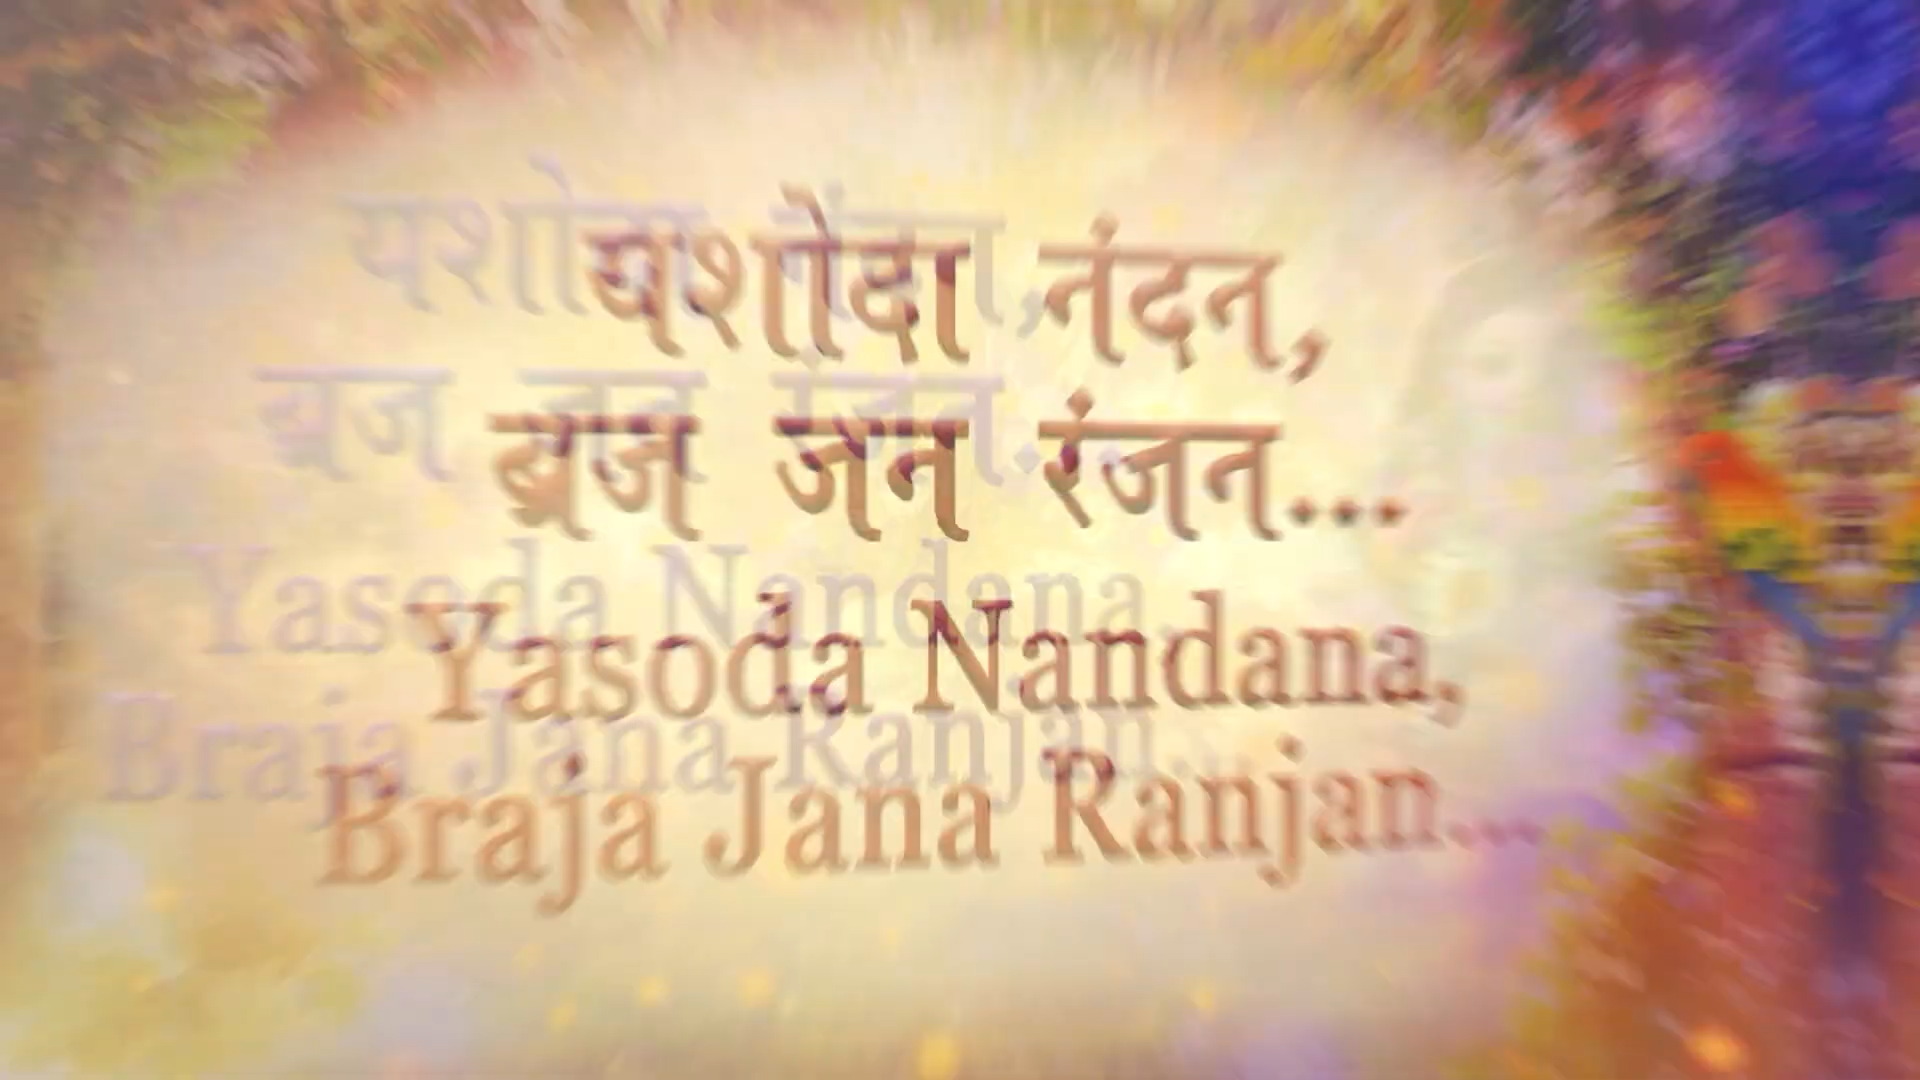 यशोदा नंदन,
ब्रज जन रंजन...
Yasoda Nandana,
Braja Jana Ranjan...